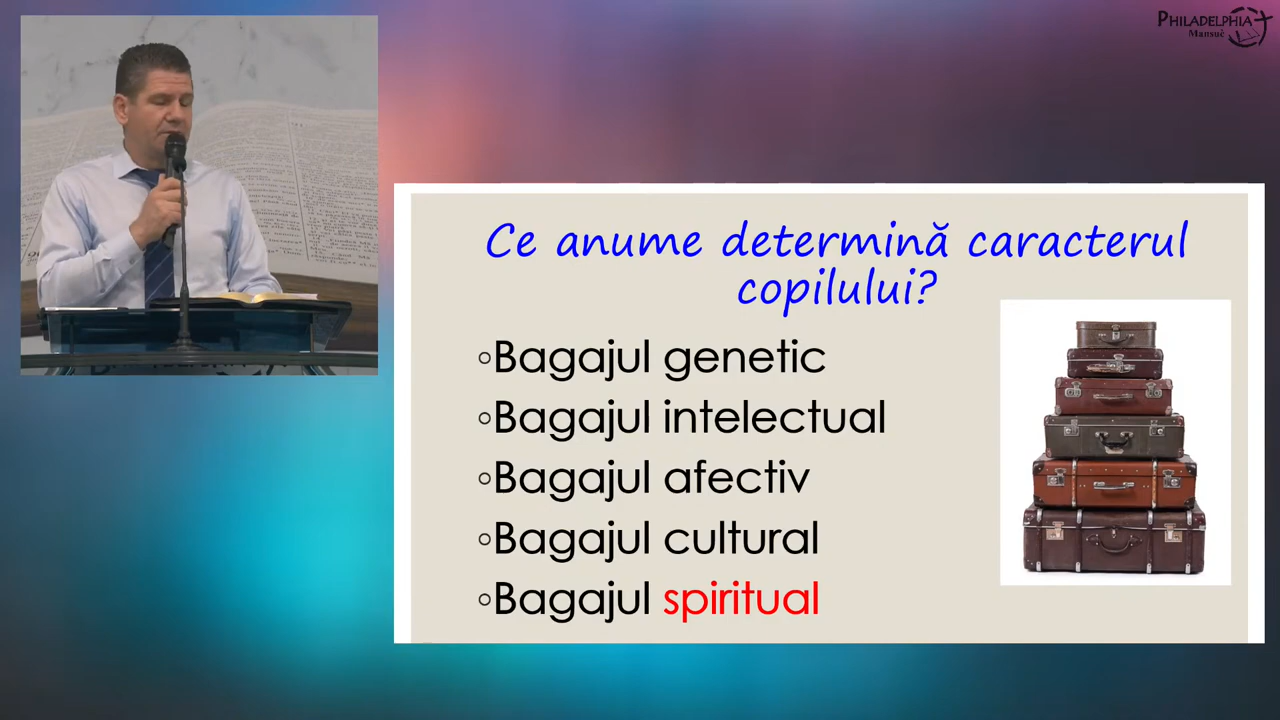 PHILADELPHIA
Mansuè
Ce anume determină caracterul
copilului?
◦Bagajul genetic
◦Bagajul intelectual
◦Bagajul afectiv
◦Bagajul cultural
◦Bagajul spiritual